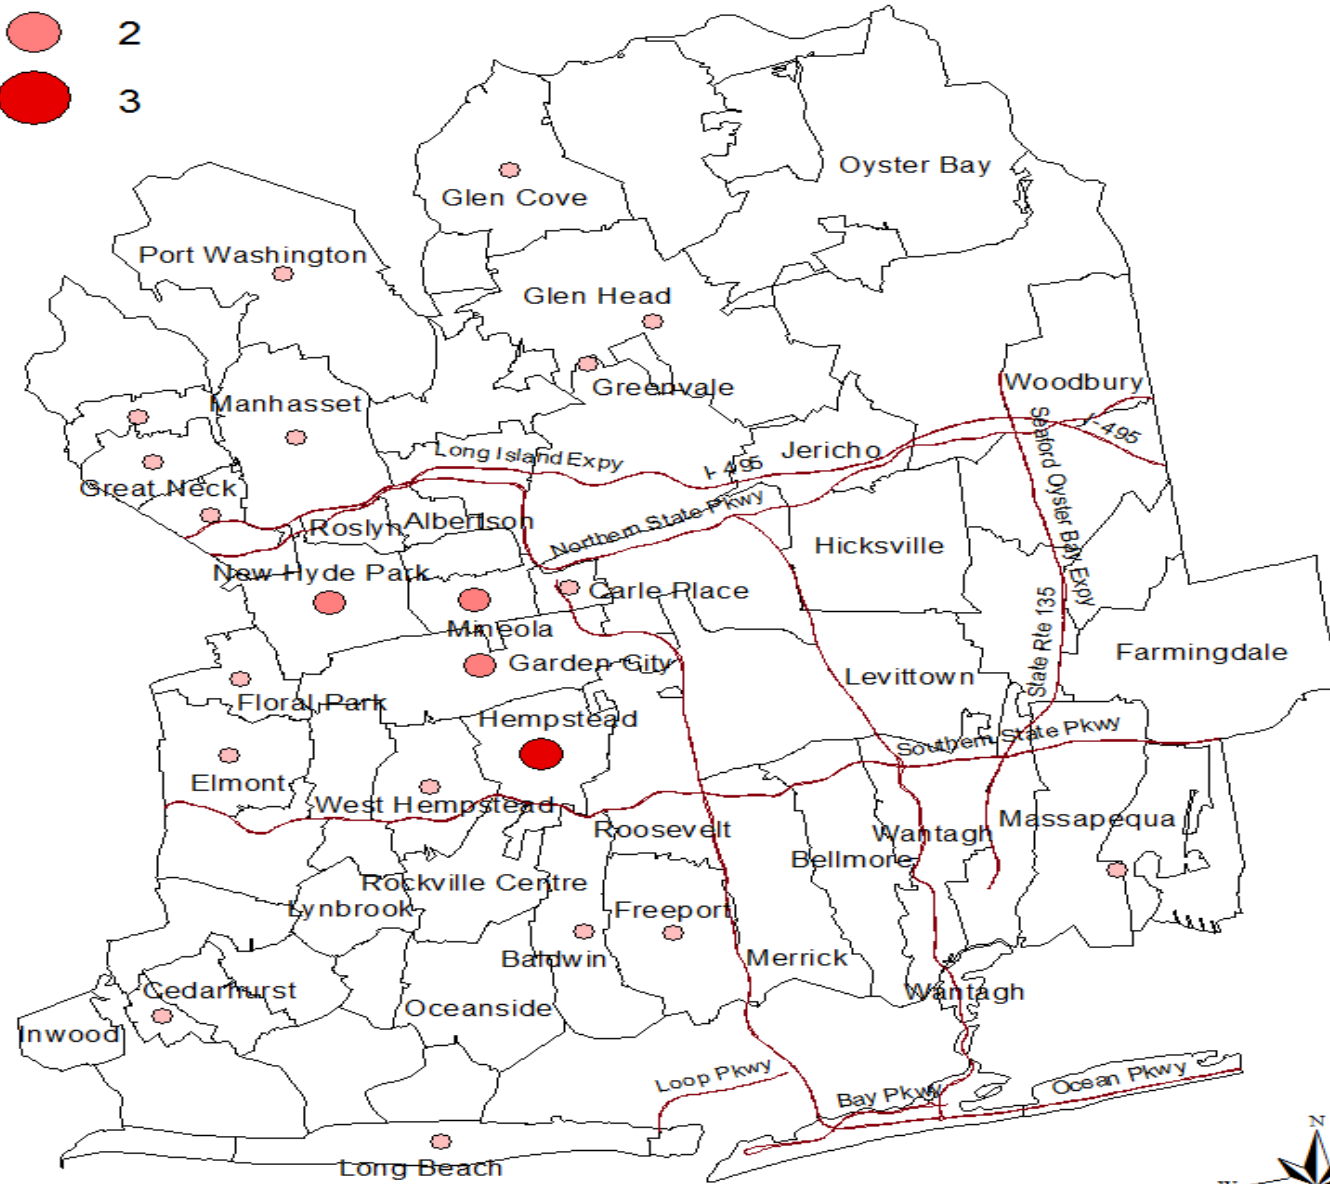 2
3
Oyster Bay
Glen Cove
Port Washington
Glen Head
Woodbury
Greenvale
Manhasset
I-495
Jericho
Long Island Expy
I-495
Seaford Oyster Bay Expy
Great Neck
Northern State Pkwy
Roslyn
Albertson
Hicksville
New Hyde Park
Carle Place
Mineola
State Rte 135
Farmingdale
Garden City
Levittown
Floral Park
Hempstead
Southern State Pkwy
Elmont
West Hempstead
Massapequa
Roosevelt
Wantagh
Bellmore
Rockville Centre
Lynbrook
Freeport
Baldwin
Merrick
Cedarhurst
Wantagh
Oceanside
Inwood
Loop Pkwy
Ocean Pkwy
Bay Pkwy
N
Long Beach